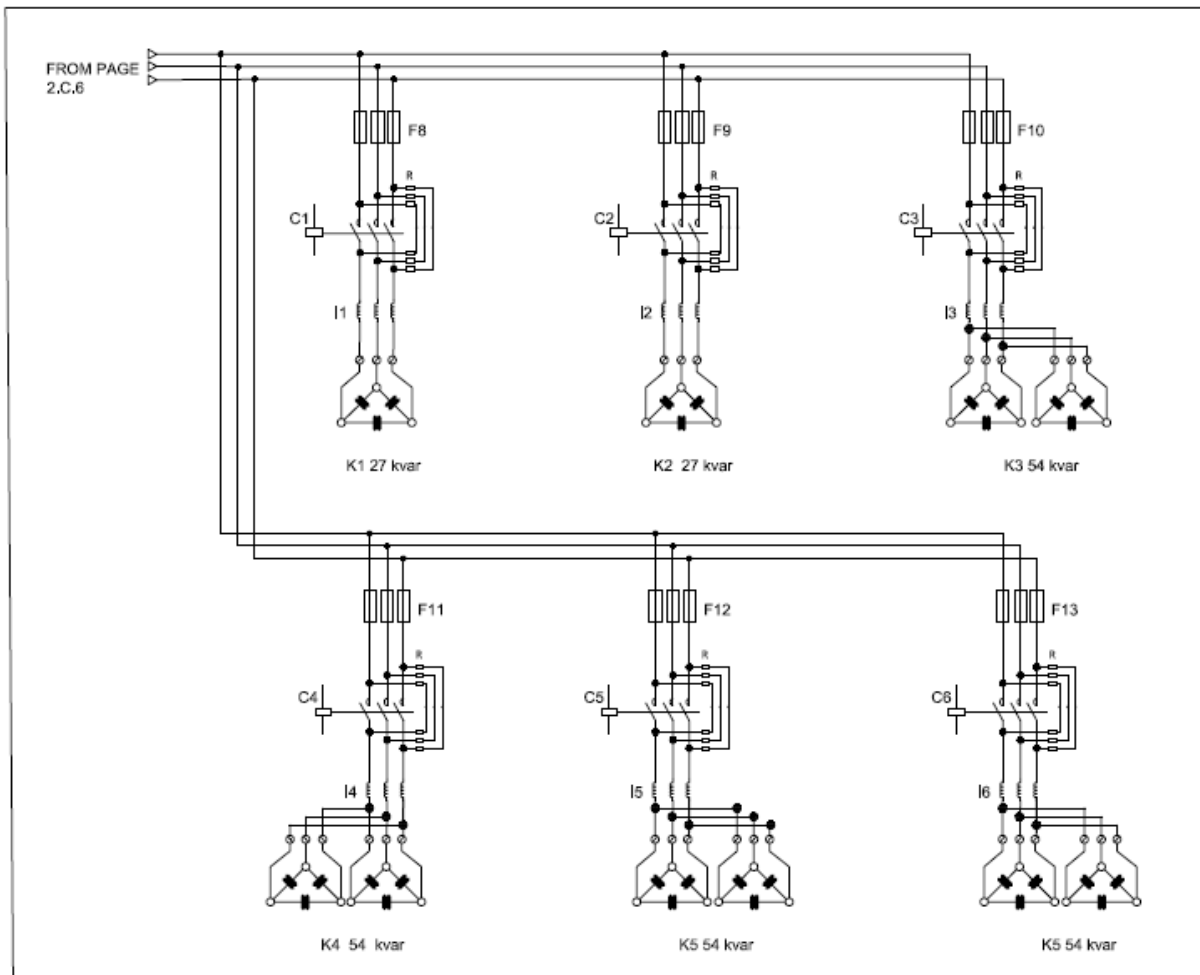 FROM PAGE
2.C.6
F8
F9
F10
R
R
R
C1
C2
C3
I1
I2
I3
K1 27 kvar
K2 27 kvar
K3 54 kvar
F11
F12
F13
R
R
R
C4
C5
C6
I4
I5
I6
K4 54 kvar
K5 54 kvar
K5 54 kvar